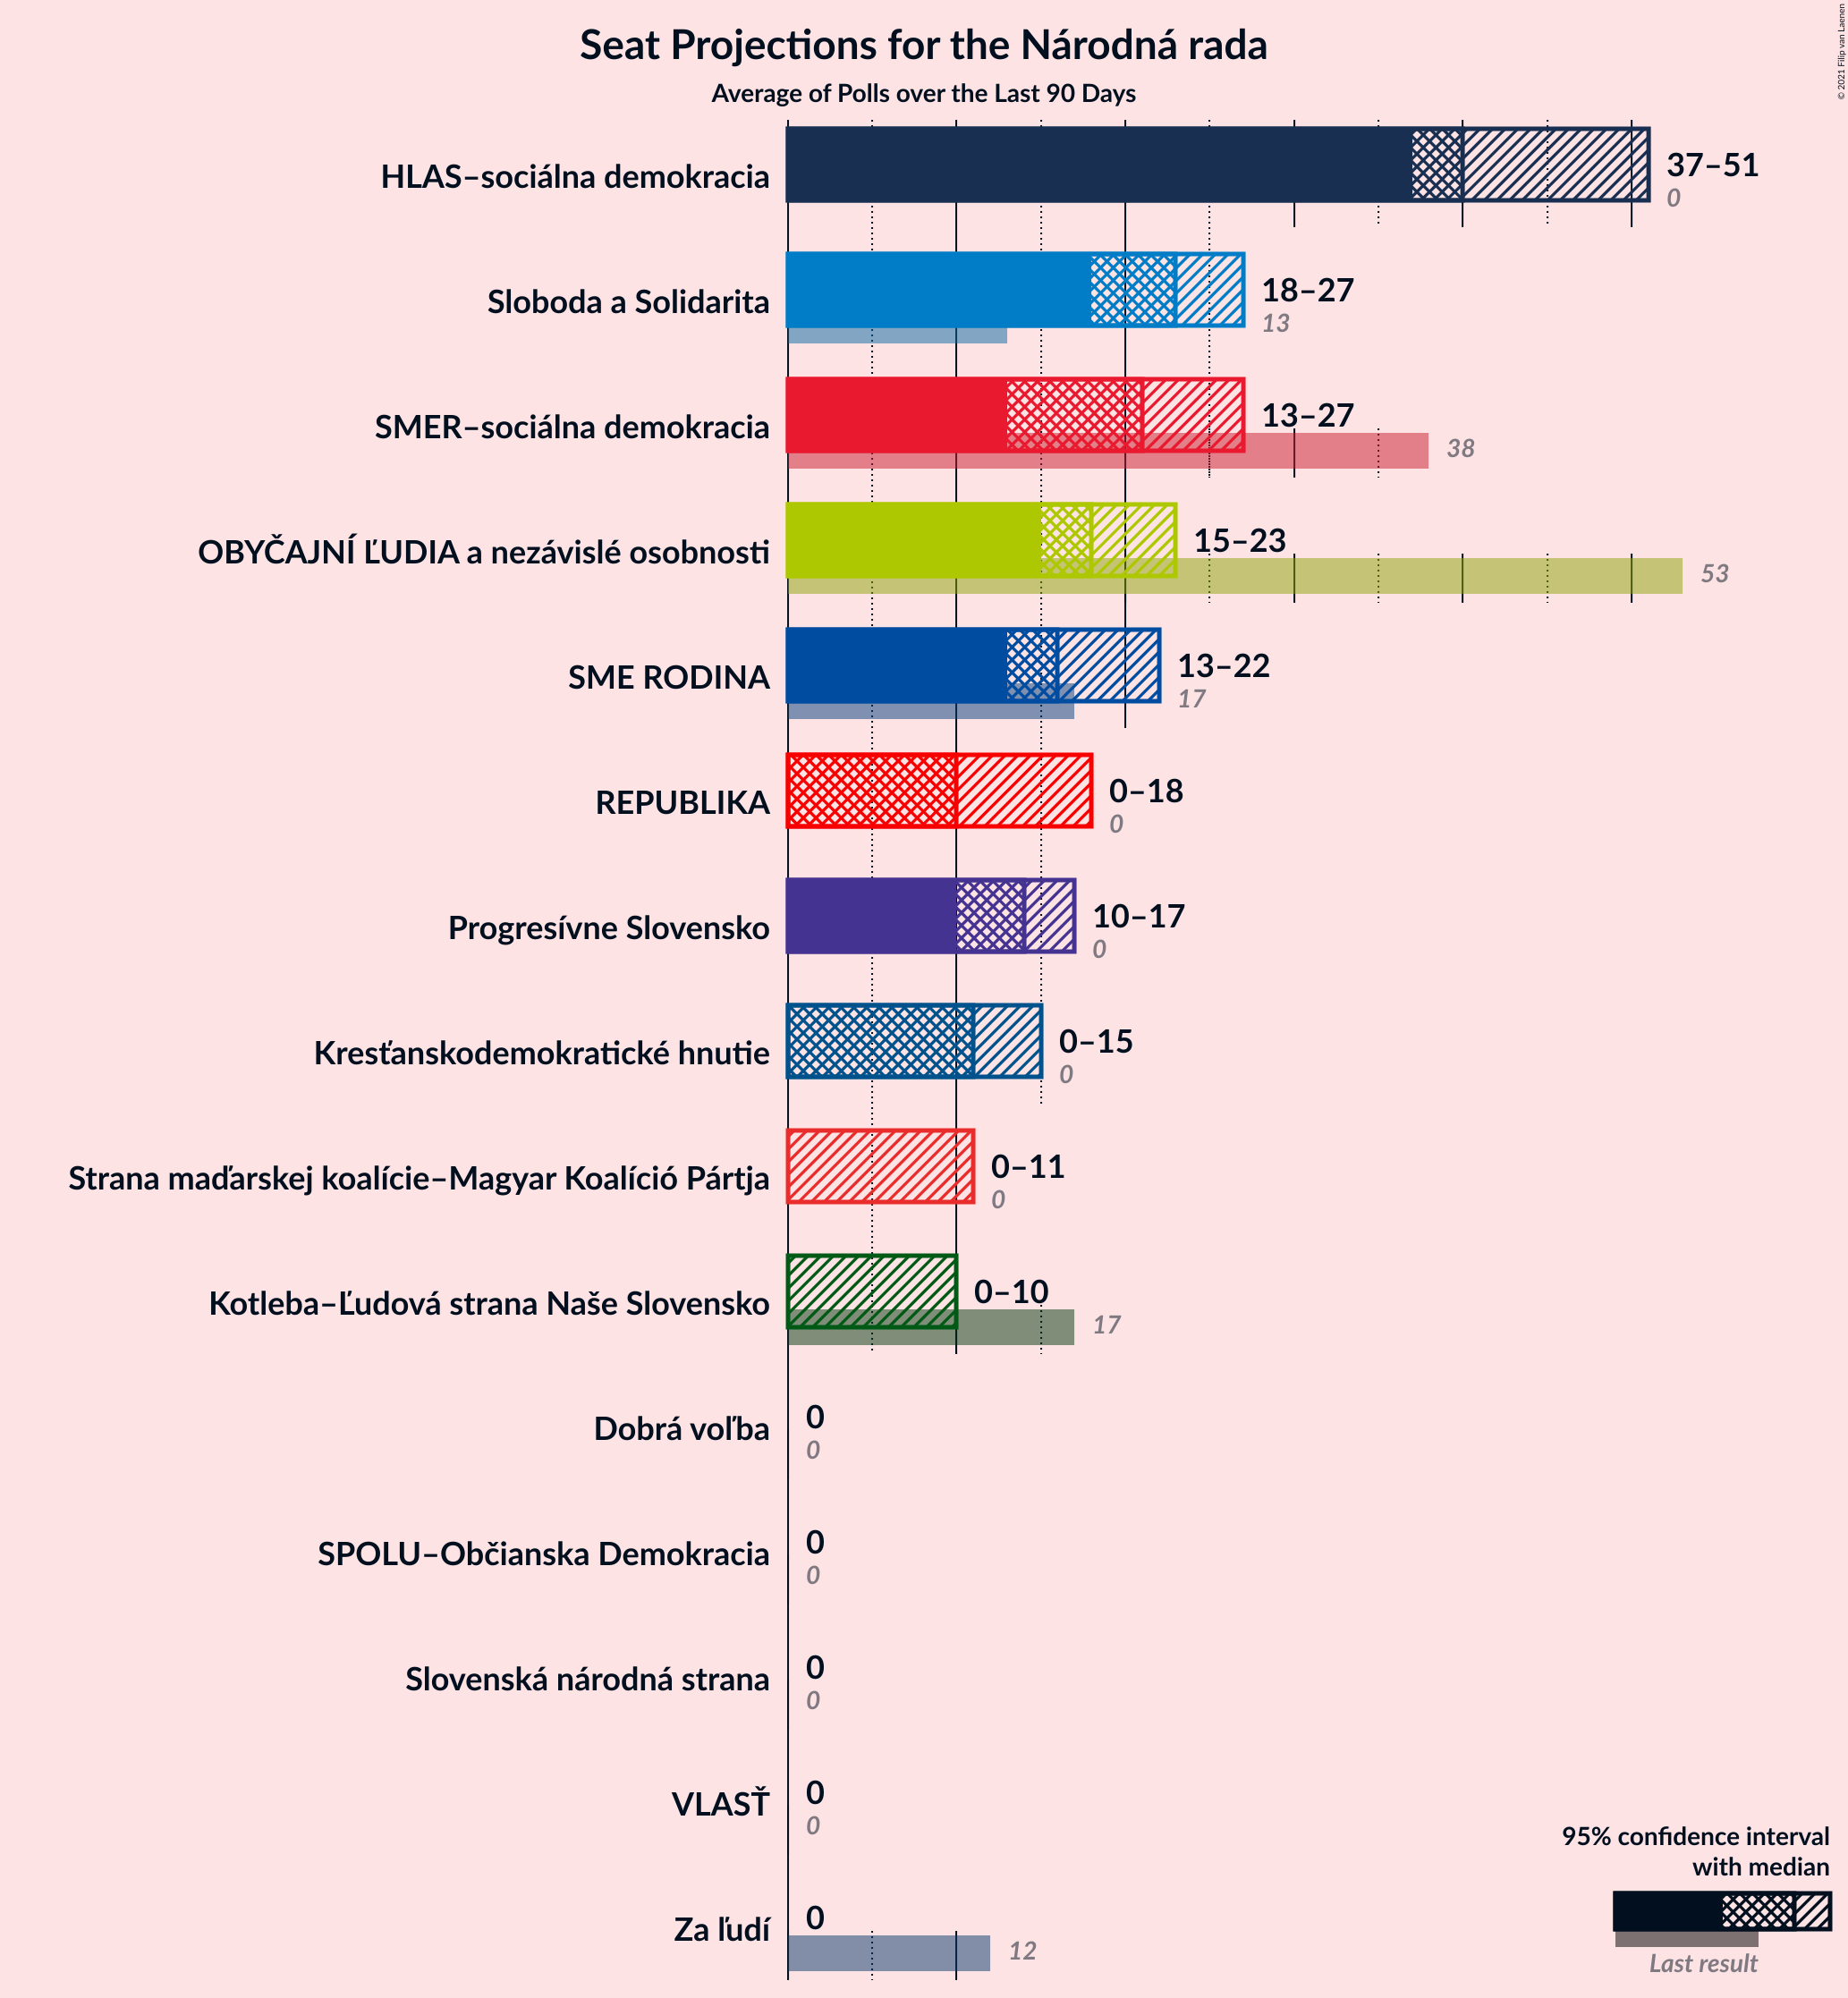 Seat Projections for the Národná rada
Average of Polls over the Last 90 Days
© 2021 Filip van Laenen
HLAS–sociálna demokracia
37–51
0
Sloboda a Solidarita
18–27
13
SMER–sociálna demokracia
13–27
38
OBYČAJNÍ ĽUDIA a nezávislé osobnosti
15–23
53
SME RODINA
13–22
17
REPUBLIKA
0–18
0
Progresívne Slovensko
10–17
0
Kresťanskodemokratické hnutie
0–15
0
Strana maďarskej koalície–Magyar Koalíció Pártja
0–11
0
Kotleba–Ľudová strana Naše Slovensko
0–10
17
Dobrá voľba
0
0
SPOLU–Občianska Demokracia
0
0
Slovenská národná strana
0
0
VLASŤ
0
0
Za ľudí
0
12
95% confidence interval
with median
Last result